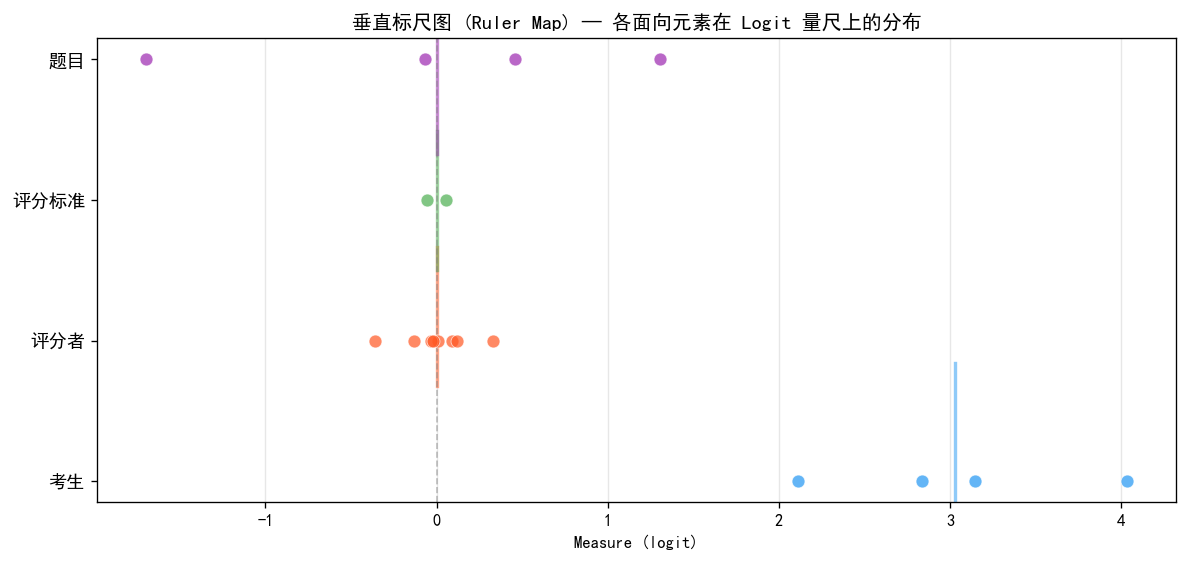 垂直标尺图 (Ruler Map) — 各面向元素在 Logit 量尺上的分布
题目
评分标准
评分者
考生
−1 0 1 2 3 4
Measure (logit)